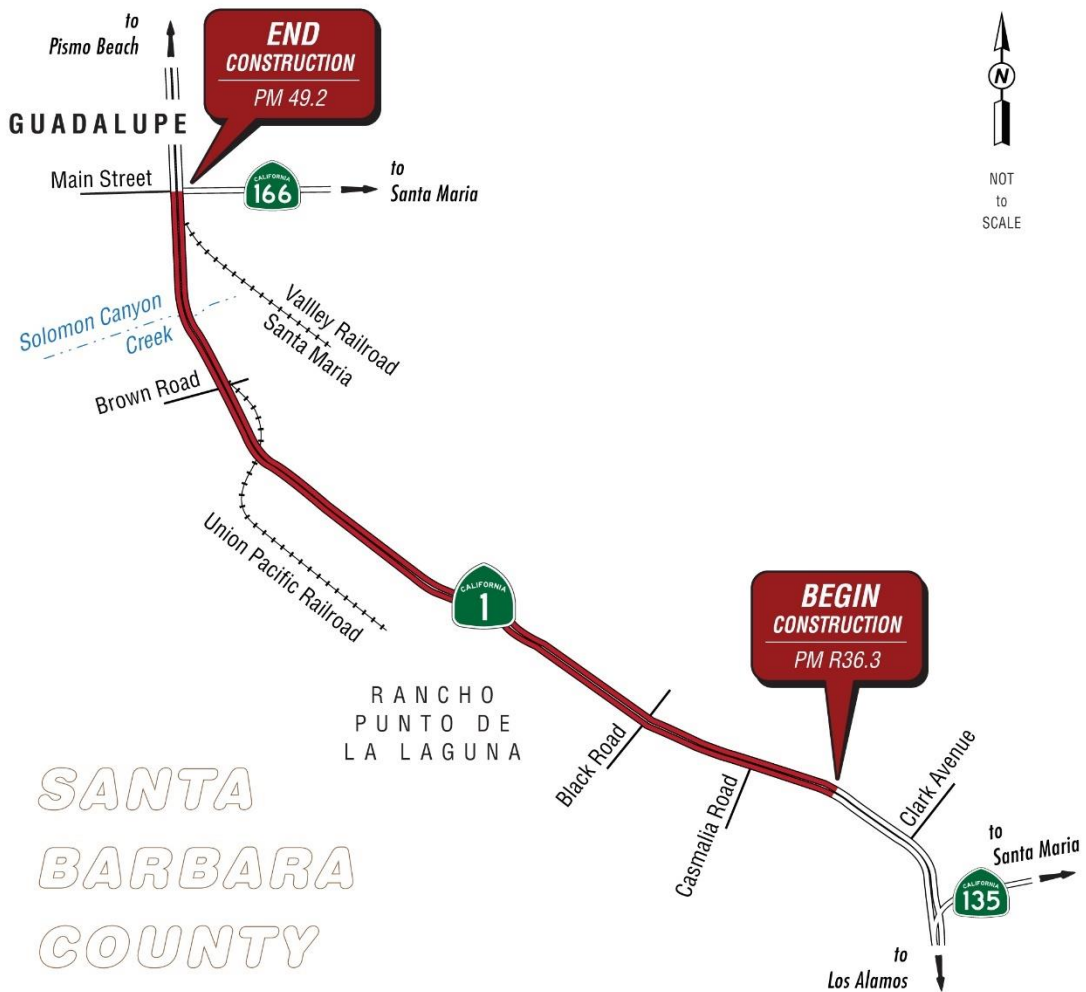 to
Pismo Beach
END
CONSTRUCTION
PM 49.2
N
NOT
to
SCALE
GUADALUPE
Main Street
CALIFORNIA
166
to
Santa Maria
Solomon Canyon
Creek
Vallley Railroad
Santa Maria
Brown Road
Union Pacific Railroad
CALIFORNIA
1
BEGIN
CONSTRUCTION
PM R36.3
RANCHO
PUNTO DE
LA LAGUNA
Black Road
Casmalia Road
Clark Avenue
to
Santa Maria
CALIFORNIA
135
to
Los Alamos
SANTA
BARBARA
COUNTY